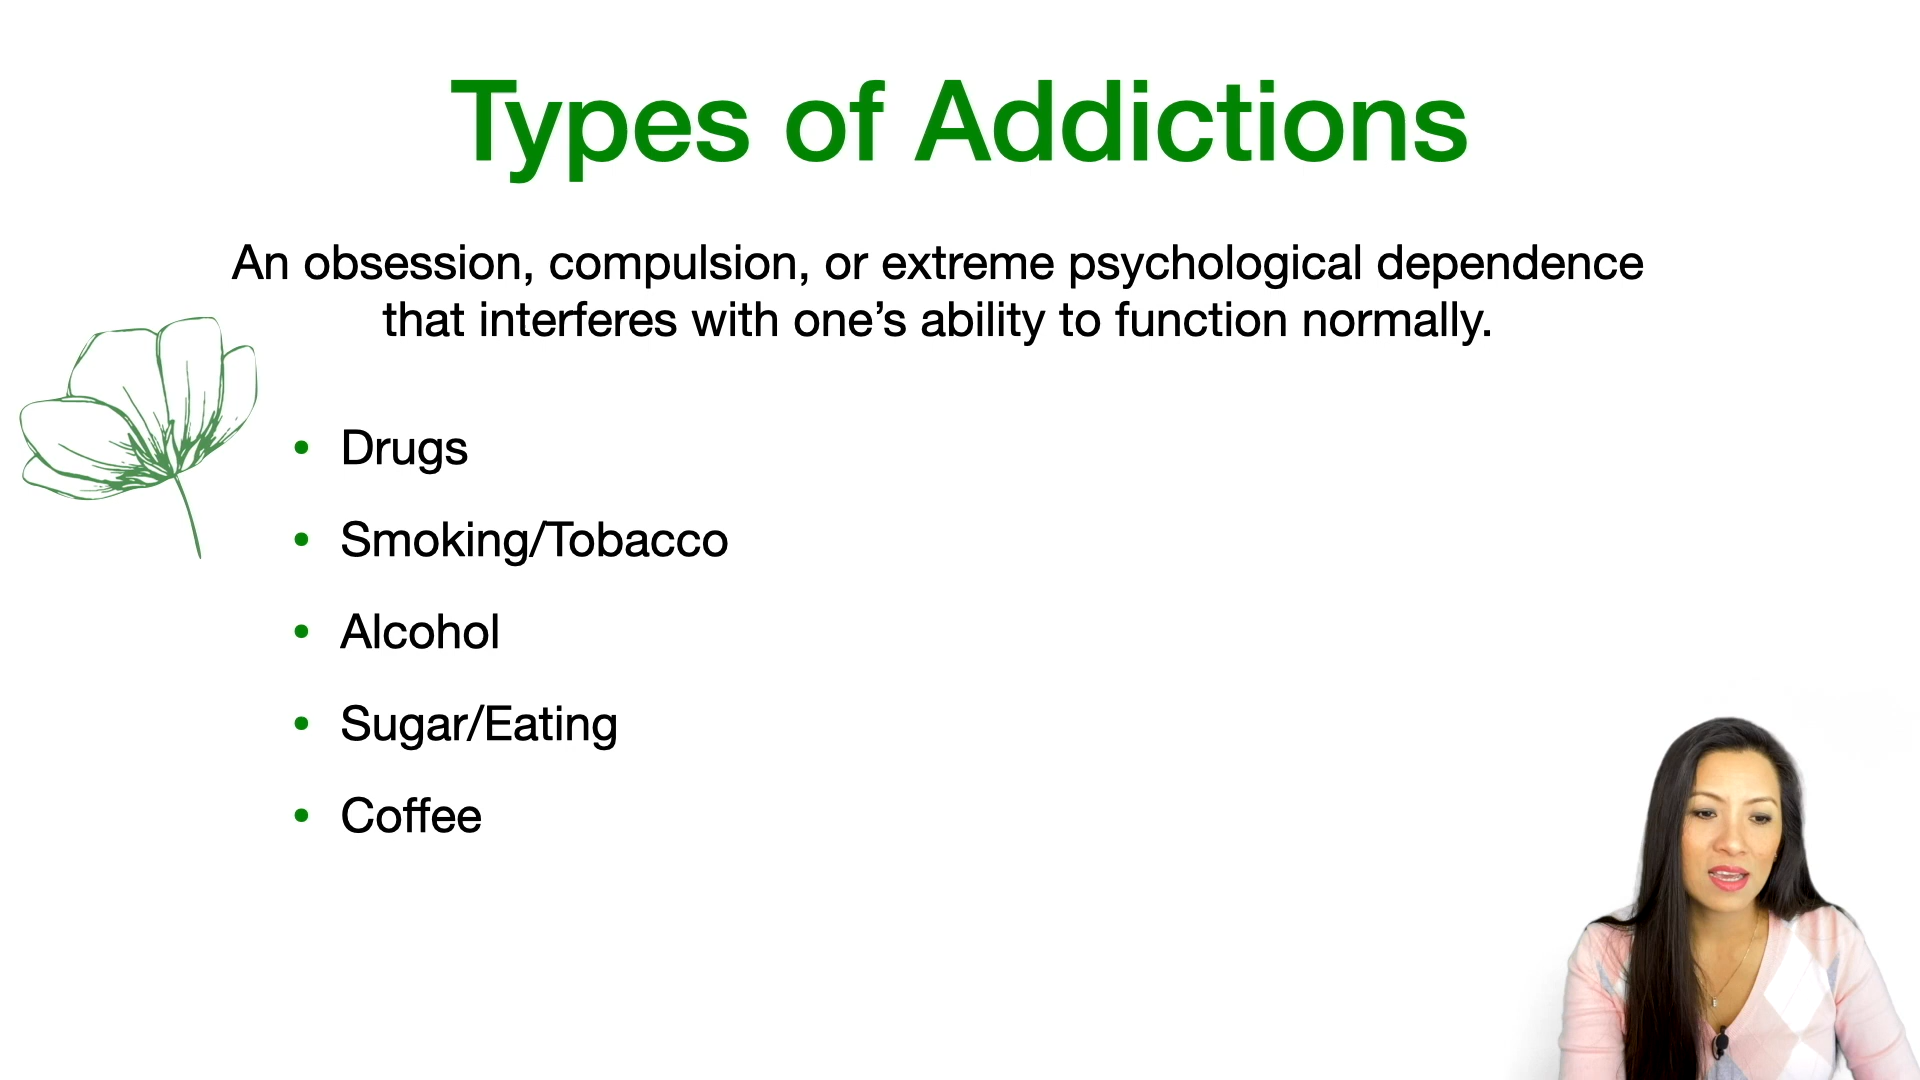 Types of Addictions
An obsession, compulsion, or extreme psychological dependence
that interferes with one’s ability to function normally.
• Drugs
• Smoking/Tobacco
• Alcohol
• Sugar/Eating
• Coffee